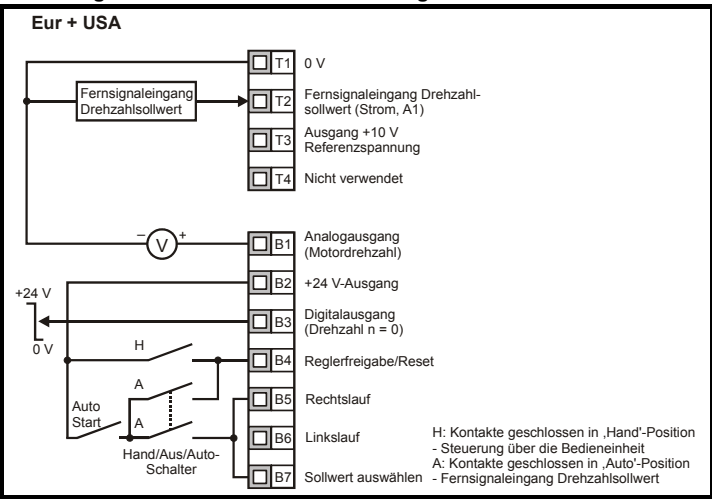 Eur + USA
T1 0 V
Fernsignaleingang
Drehzahlsollwert
T2 Fernsignaleingang Drehzahl-
sollwert (Strom, A1)
T3 Ausgang +10 V
Referenzspannung
T4 Nicht verwendet
– V +
B1 Analogausgang
(Motordrehzahl)
B2 +24 V-Ausgang
+24 V
0 V
B3 Digitalausgang
(Drehzahl n = 0)
H
B4 Reglerfreigabe/Reset
A
B5 Rechtslauf
Auto
Start
A
B6 Linkslauf
Hand/Aus/Auto-
Schalter
B7 Sollwert auswählen
H: Kontakte geschlossen in ‚Hand'-Position
- Steuerung über die Bedieneinheit
A: Kontakte geschlossen in ‚Auto'-Position
- Fernsignaleingang Drehzahlsollwert